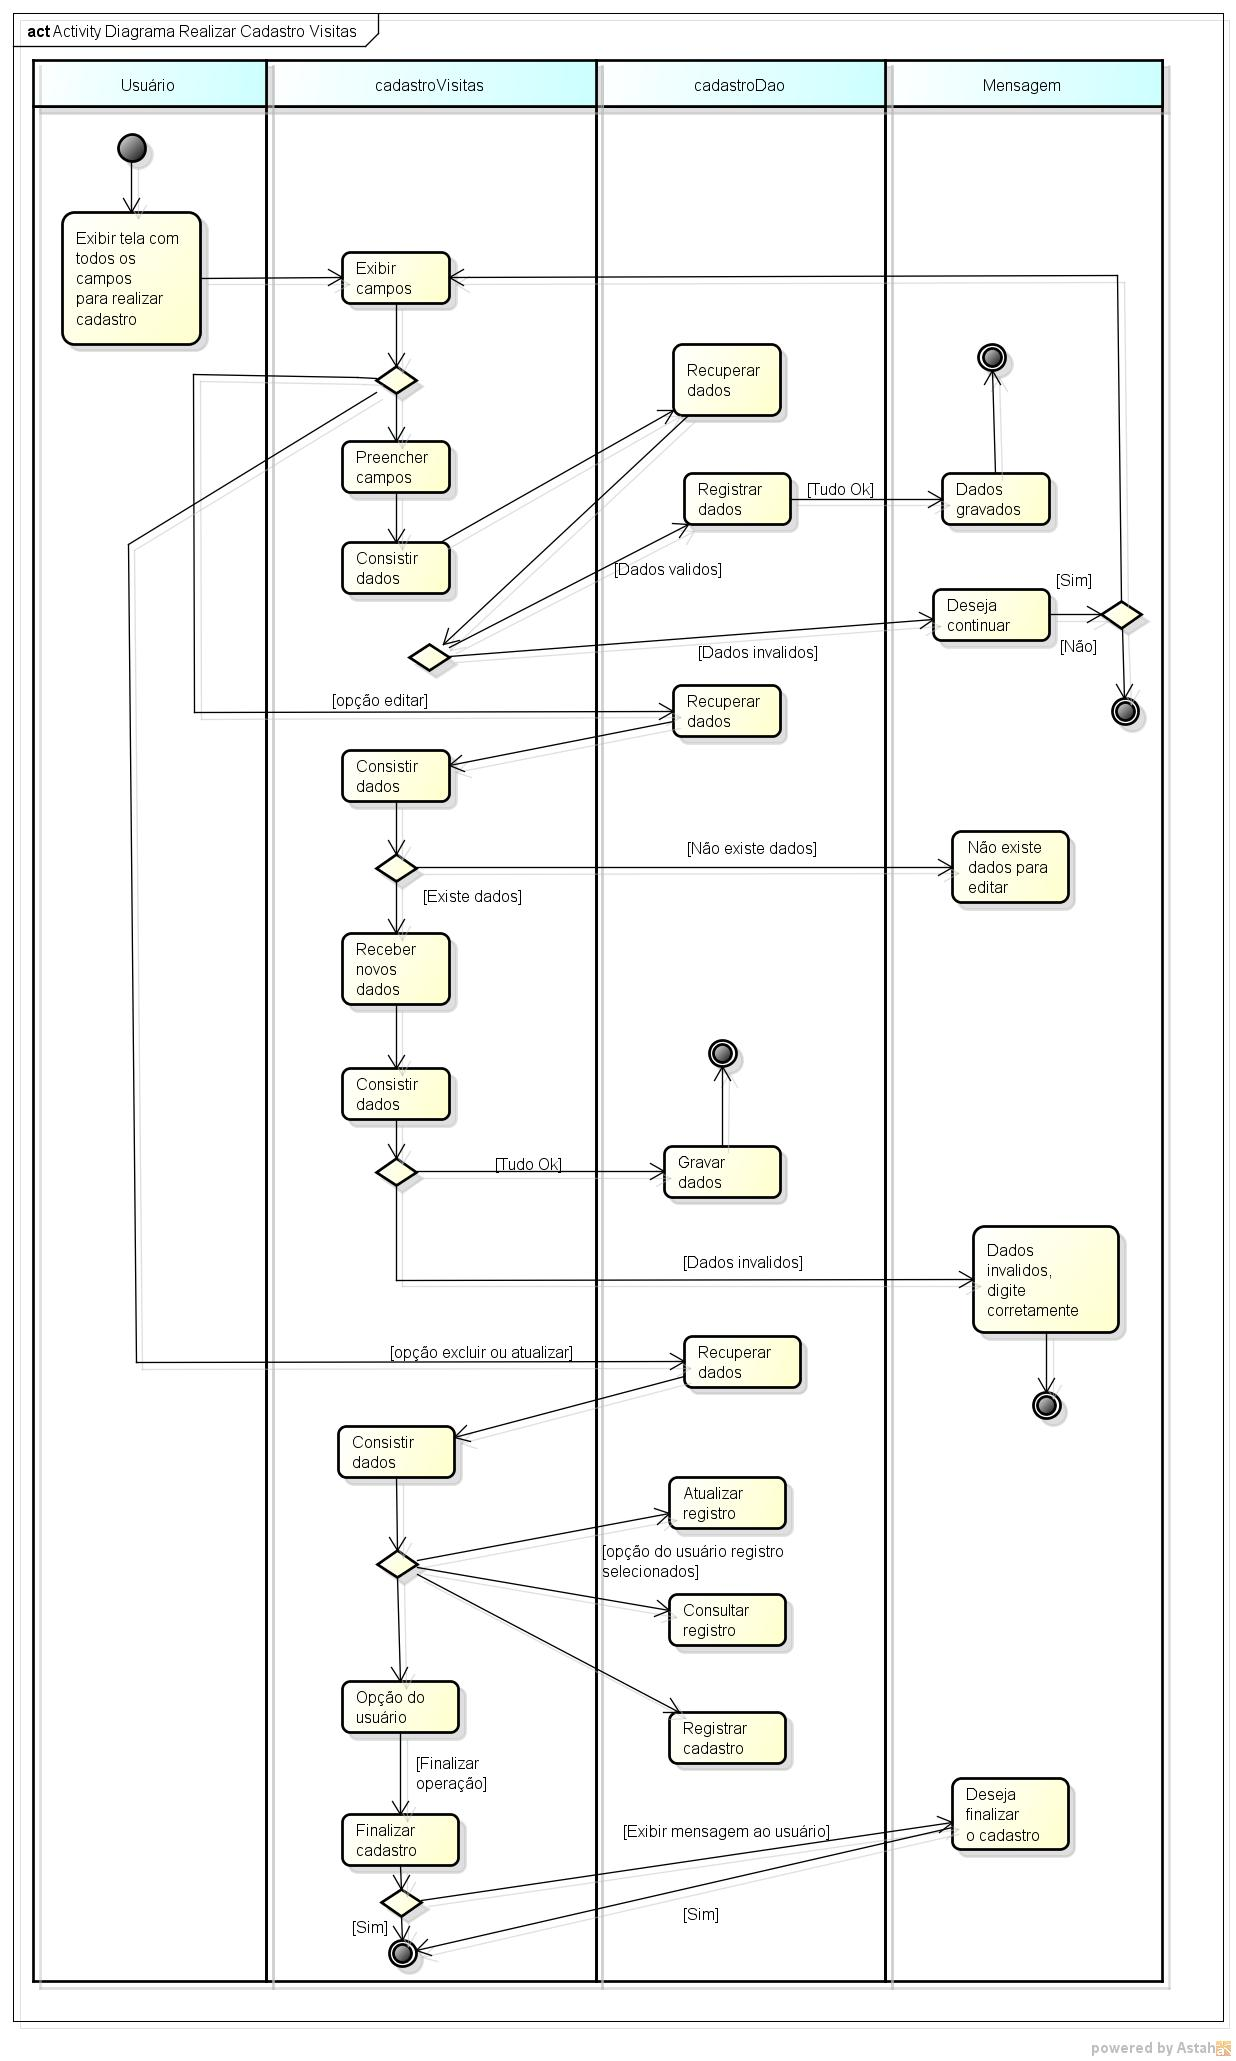 act Activity Diagrama Realizar Cadastro Visitas
Usuário
cadastroVisitas
cadastroDao
Mensagem
Exibir tela com
todos os
campos
para realizar
cadastro
Exibir
campos
Recuperar
dados
Preencher
campos
Registrar
dados
[Tudo Ok]
Dados
gravados
Consistir
dados
[Dados validos]
Deseja
continuar
[Sim]
[Não]
[Dados invalidos]
[opção editar]
Recuperar
dados
Consistir
dados
[Não existe dados]
Não existe
dados para
editar
[Existe dados]
Receber
novos
dados
Consistir
dados
[Tudo Ok]
Gravar
dados
[Dados invalidos]
Dados
invalidos,
digite
corretamente
[opção excluir ou atualizar]
Recuperar
dados
Consistir
dados
Atualizar
registro
[opção do usuário registro
selecionados]
Consultar
registro
Opção do
usuário
Registrar
cadastro
[Finalizar
operação]
Deseja
finalizar
o cadastro
Finalizar
cadastro
[Exibir mensagem ao usuário]
[Sim]
[Sim]
powered by Astah